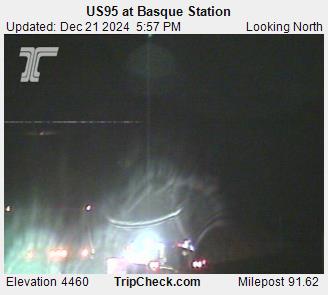 US95 at Basque Station
Updated: Dec 21 2024 5:57 PM Looking North
Elevation 4460 TripCheck.com Milepost 91.62